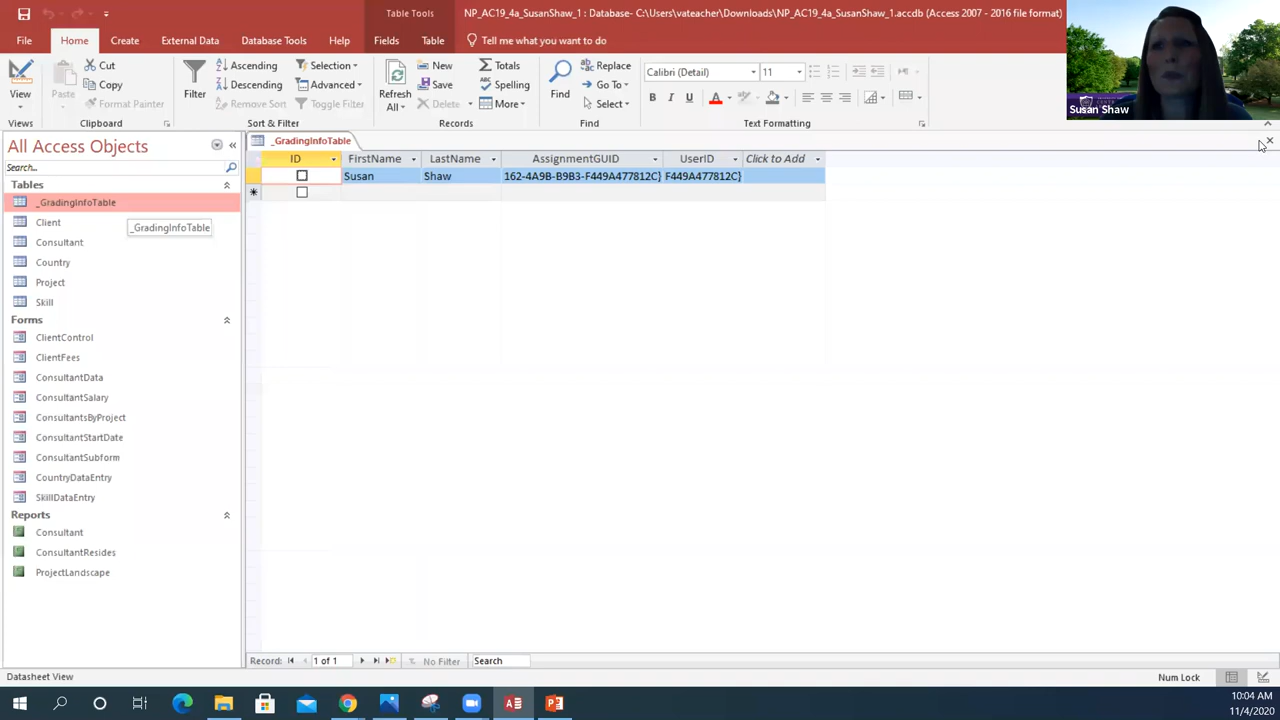 Table Tools
NP_AC19_4a_SusanShaw_1 : Database- C:\Users\vateacher\Downloads\NP_AC19_4a_SusanShaw_1.accdb (Access 2007 - 2016 file format)
File Home Create External Data Database Tools Help Fields Table Tell me what you want to do
View
Views
Paste
Cut
Copy
Format Painter
Clipboard
Filter
Ascending
Descending
Remove Sort
Selection
Advanced
Toggle Filter
Sort & Filter
Refresh
All
New
Save
Delete
Totals
Spelling
More
Records
Find
Replace
Go To
Select
Find
Calibri (Detail) 11
B I U A
Text Formatting
Susan Shaw
All Access Objects
Search...
Tables
_GradingInfoTable
Client
_GradingInfoTable
Consultant
Country
Project
Skill
Forms
ClientControl
ClientFees
ConsultantData
ConsultantSalary
ConsultantsByProject
ConsultantStartDate
ConsultantSubform
CountryDataEntry
SkillDataEntry
Reports
Consultant
ConsultantResides
ProjectLandscape
_GradingInfoTable
ID FirstName LastName AssignmentGUID UserID Click to Add
Susan Shaw 162-4A9B-B9B3-F449A477812C} F449A477812C}
Record: 1 of 1 No Filter Search
Datasheet View
Num Lock
10:04 AM
11/4/2020